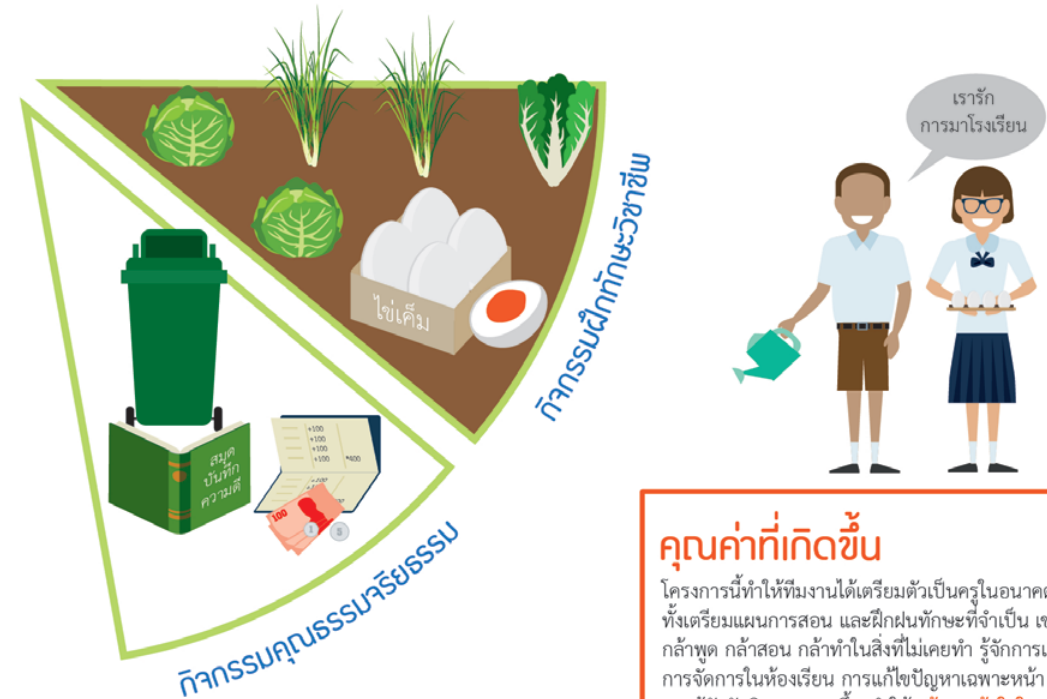 เรารัก
การมาโรงเรียน
ไข่เค็ม
กิจกรรมฝึกทักษะวิชาชีพ
สมุด
บันทึก
ความดี
+100
+100
+100
+100 *400
100
1 5
กิจกรรมคุณธรรมจริยธรรม
คุณค่าที่เกิดขึ้น
โครงการนี้ทำให้ทีมงานได้เตรียมตัวเป็นครูในอนาคต
ทั้งเตรียมแผนการสอน และฝึกฝนทักษะที่จำเป็น
กล้าพูด กล้าสอน กล้าทำในสิ่งที่ไม่เคยทำ รู้จักการ
การจัดการในห้องเรียน การแก้ไขปัญหาเฉพาะหน้า